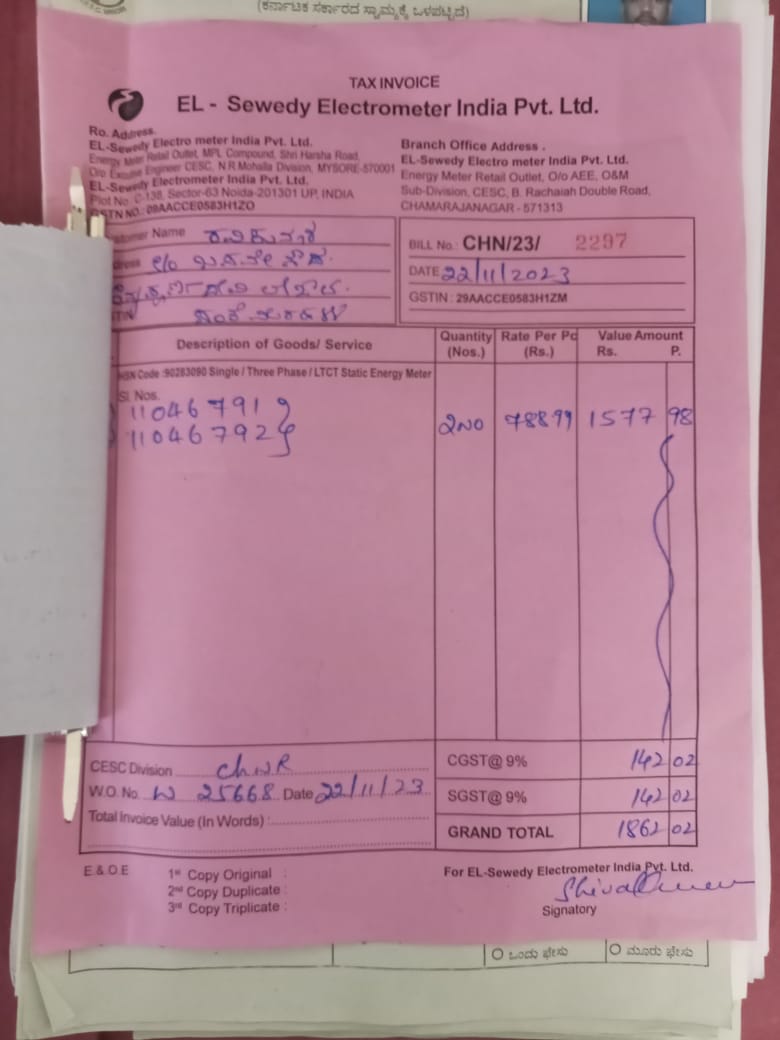 (ಕರ್ನಾಟಕ ಸರ್ಕಾರದ ಸ್ವಾಮ್ಯಕ್ಕೆ ಒಳಪಟ್ಟಿದೆ)
TAX INVOICE
EL - Sewedy Electrometer India Pvt. Ltd.
Ro. Address.
EL-Sewedy Electro meter India Pvt. Ltd.
Energy Meter Retail Outlet, MPL Compound, Shri Harsha Road,
O/o Engineer CESC, N.R Mohalla Division, MYSORE-570001
EL-Sewedy Electrometer India Pvt. Ltd.
Plot No. C-138, Sector-63 Noida-201301 UP, INDIA
GSTN NO.: 09AACCE0583H1ZO
Branch Office Address .
EL-Sewedy Electro meter India Pvt. Ltd.
Energy Meter Retail Outlet, O/o AEE, O&M
Sub-Division, CESC, B. Rachaiah Double Road,
CHAMARAJANAGAR - 571313
Name
BILL No.: CHN/23/ 2297
DATE 22/11/2023
GSTIN : 29AACCE0583H1ZM
Description of Goods/ Service
Quantity (Nos.)
Rate Per Pc (Rs.)
Value Amount
Rs. P.
HSN Code :90283090 Single / Three Phase / LTCT Static Energy Meter
Sl. Nos.
11046791
11046792
2NO 788 99 1577 98
CESC Division CHNR
W.O. No. W 25668 Date 22/11/23
Total Invoice Value (In Words) :
CGST@ 9% 142 02
SGST@ 9% 142 02
GRAND TOTAL 1862 02
E.&O.E
1st Copy Original :
2nd Copy Duplicate :
3rd Copy Triplicate :
For EL-Sewedy Electrometer India Pvt. Ltd.
Signatory
ಒಂದು ಫೇಸು
ಮೂರು ಫೇಸು